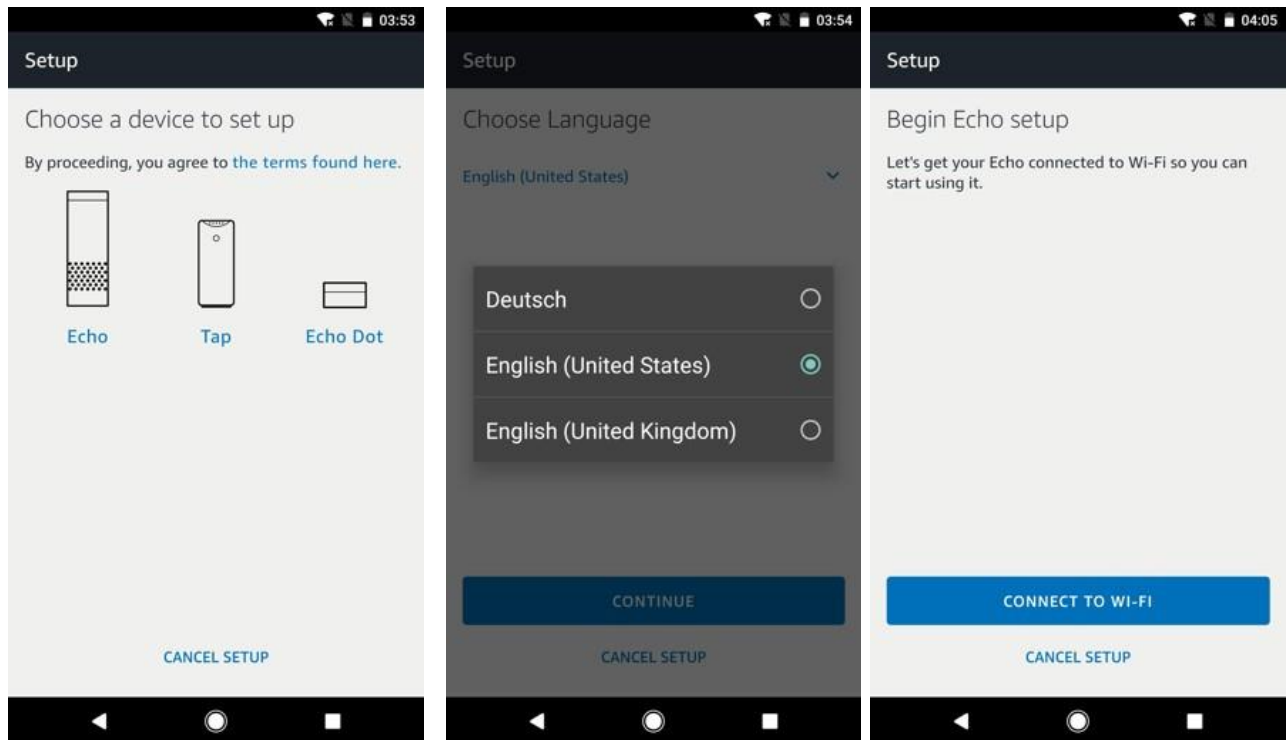 03:53
Setup
Choose a device to set up
By proceeding, you agree to the terms found here.
Echo
Tap
Echo Dot
CANCEL SETUP
03:54
Setup
Choose Language
English (United States)
Deutsch
English (United States)
English (United Kingdom)
CONTINUE
CANCEL SETUP
04:05
Setup
Begin Echo setup
Let's get your Echo connected to Wi-Fi so you can
start using it.
CONNECT TO WI-FI
CANCEL SETUP